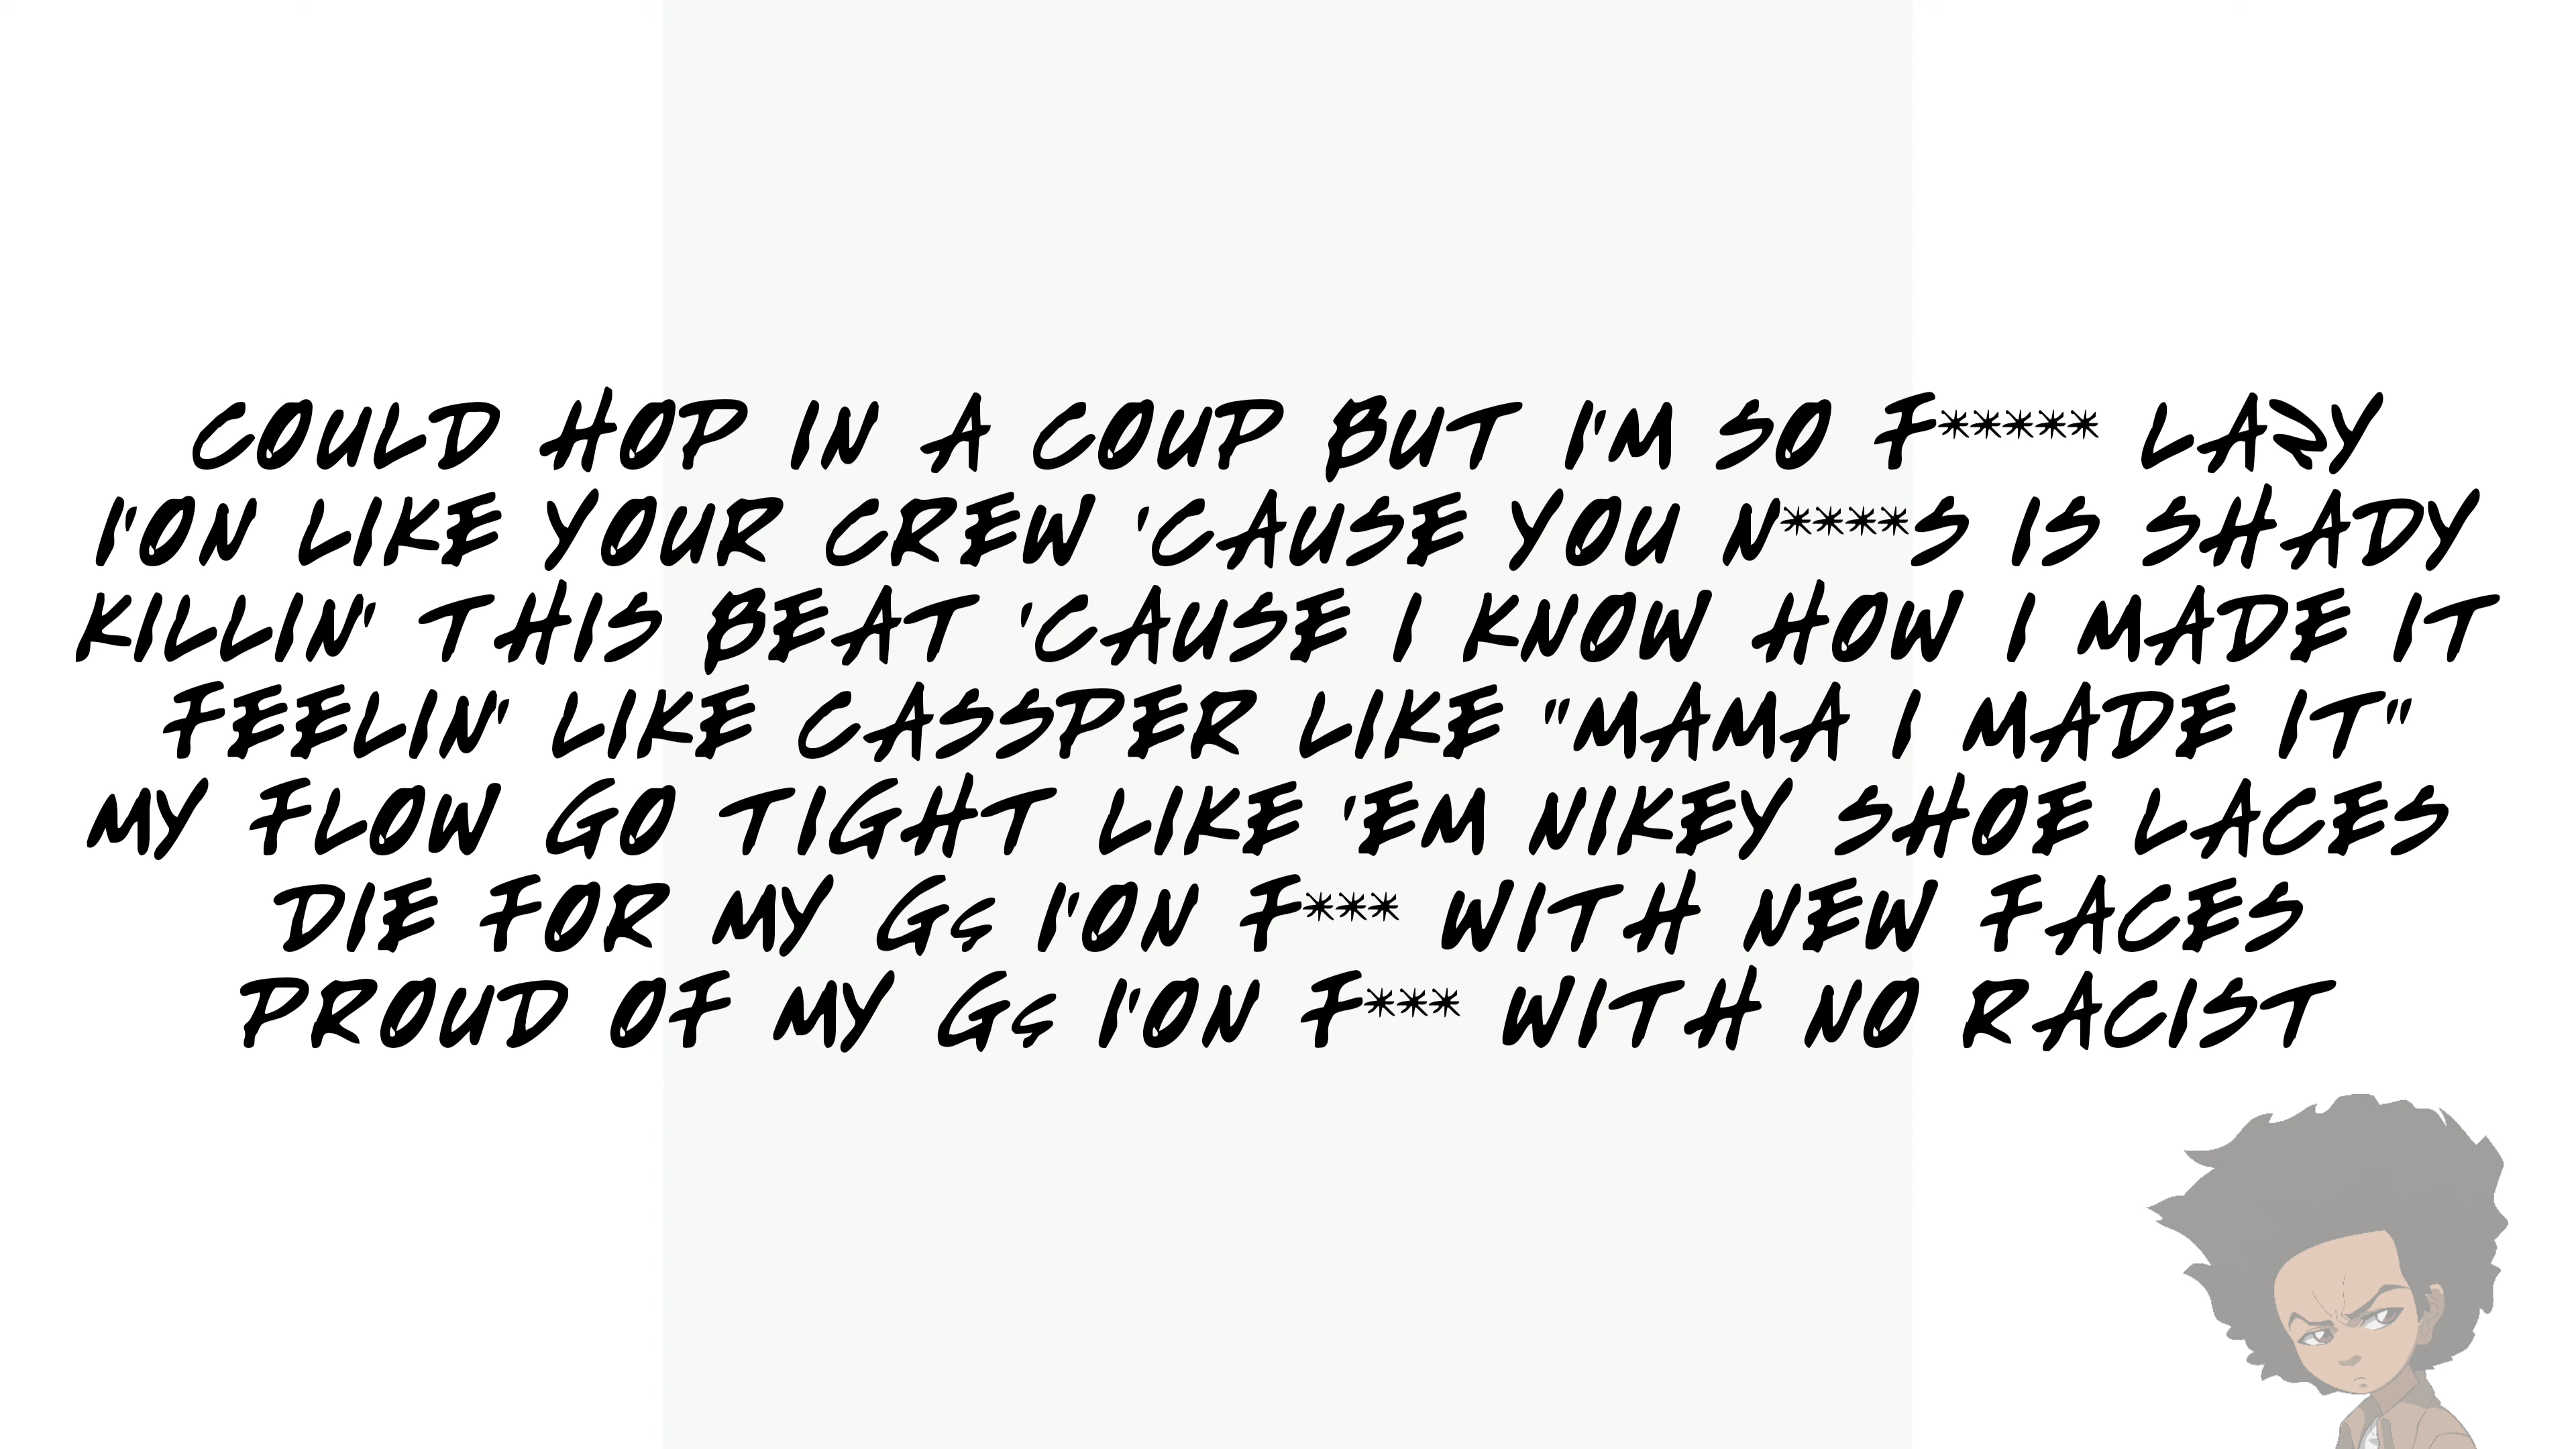 COULD HOP IN A COUP BUT I'M SO F***** LAZY
I'ON LIKE YOUR CREW 'CAUSE YOU N****S IS SHADY
KILLIN' THIS BEAT 'CAUSE I KNOW HOW I MADE IT
FEELIN' LIKE CASSPER LIKE "MAMA I MADE IT"
MY FLOW GO TIGHT LIKE 'EM NIKEY SHOE LACES
DIE FOR MY Gs I'ON F*** WITH NEW FACES
PROUD OF MY Gs I'ON F*** WITH NO RACIST